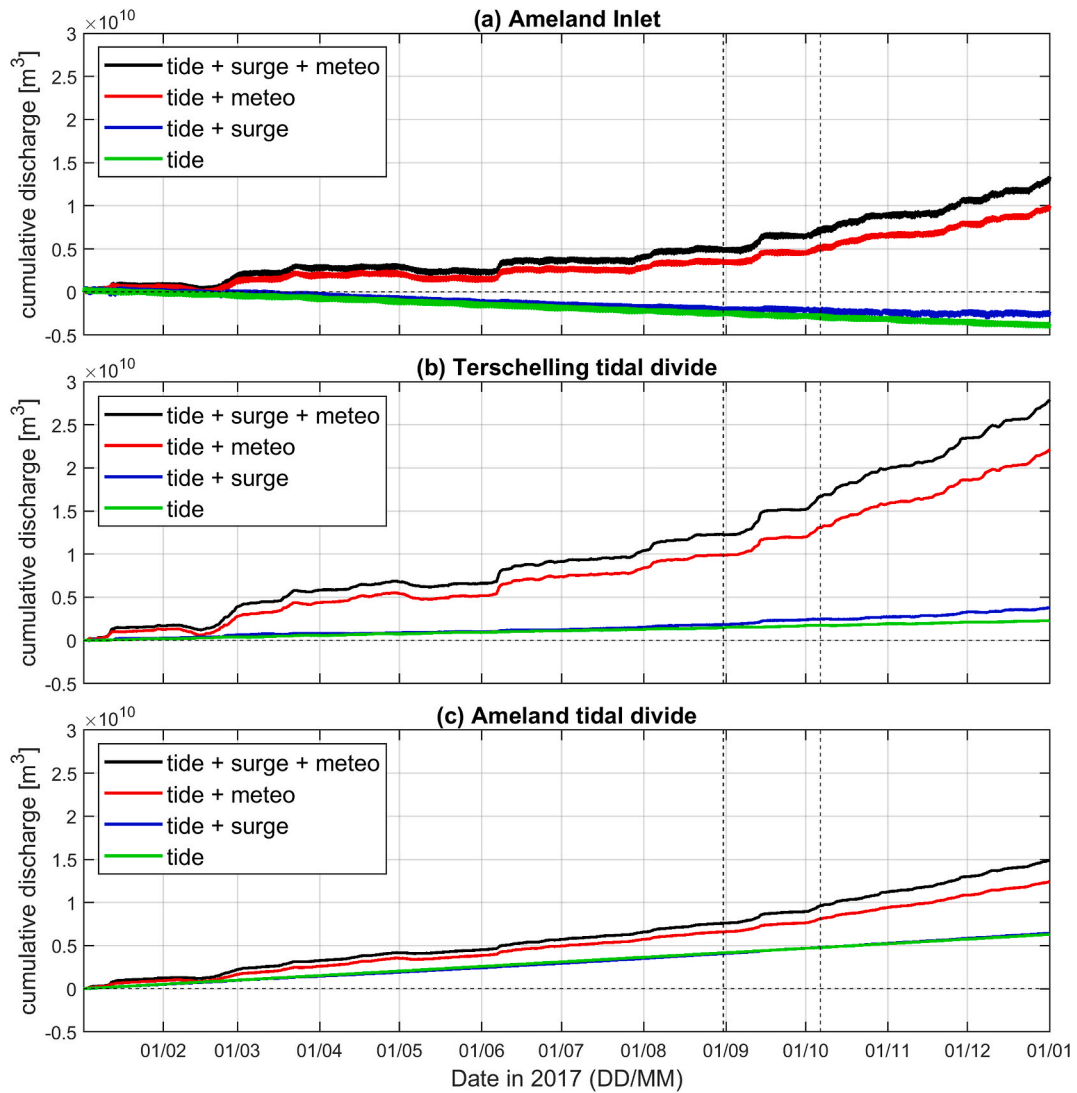 (a) Ameland Inlet
×10^10
3
2.5
2
1.5
1
0.5
0
-0.5
cumulative discharge [m^3]
tide + surge + meteo
tide + meteo
tide + surge
tide
(b) Terschelling tidal divide
×10^10
3
2.5
2
1.5
1
0.5
0
-0.5
cumulative discharge [m^3]
tide + surge + meteo
tide + meteo
tide + surge
tide
(c) Ameland tidal divide
×10^10
3
2.5
2
1.5
1
0.5
0
-0.5
cumulative discharge [m^3]
tide + surge + meteo
tide + meteo
tide + surge
tide
01/02 01/03 01/04 01/05 01/06 01/07 01/08 01/09 01/10 01/11 01/12 01/01
Date in 2017 (DD/MM)